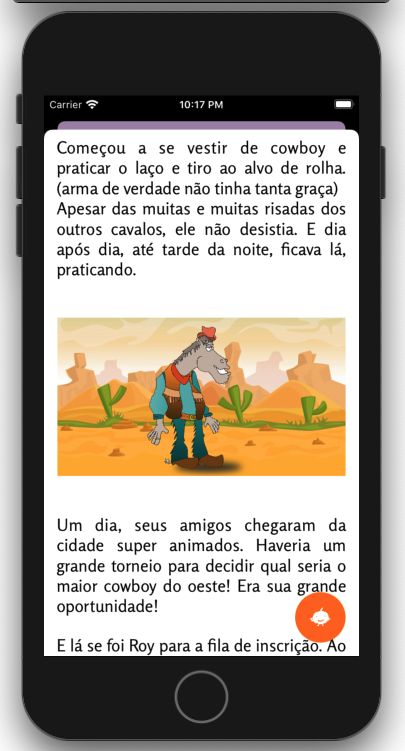 Carrier
10:17 PM
Começou a se vestir de cowboy e
praticar o laço e tiro ao alvo de rolha.
(arma de verdade não tinha tanta graça)
Apesar das muitas e muitas risadas dos
outros cavalos, ele não desistia. E dia
após dia, até tarde da noite, ficava lá,
praticando.
Um dia, seus amigos chegaram da
cidade super animados. Haveria um
grande torneio para decidir qual seria o
maior cowboy do oeste! Era sua grande
oportunidade!
E lá se foi Roy para a fila de inscrição. Ao